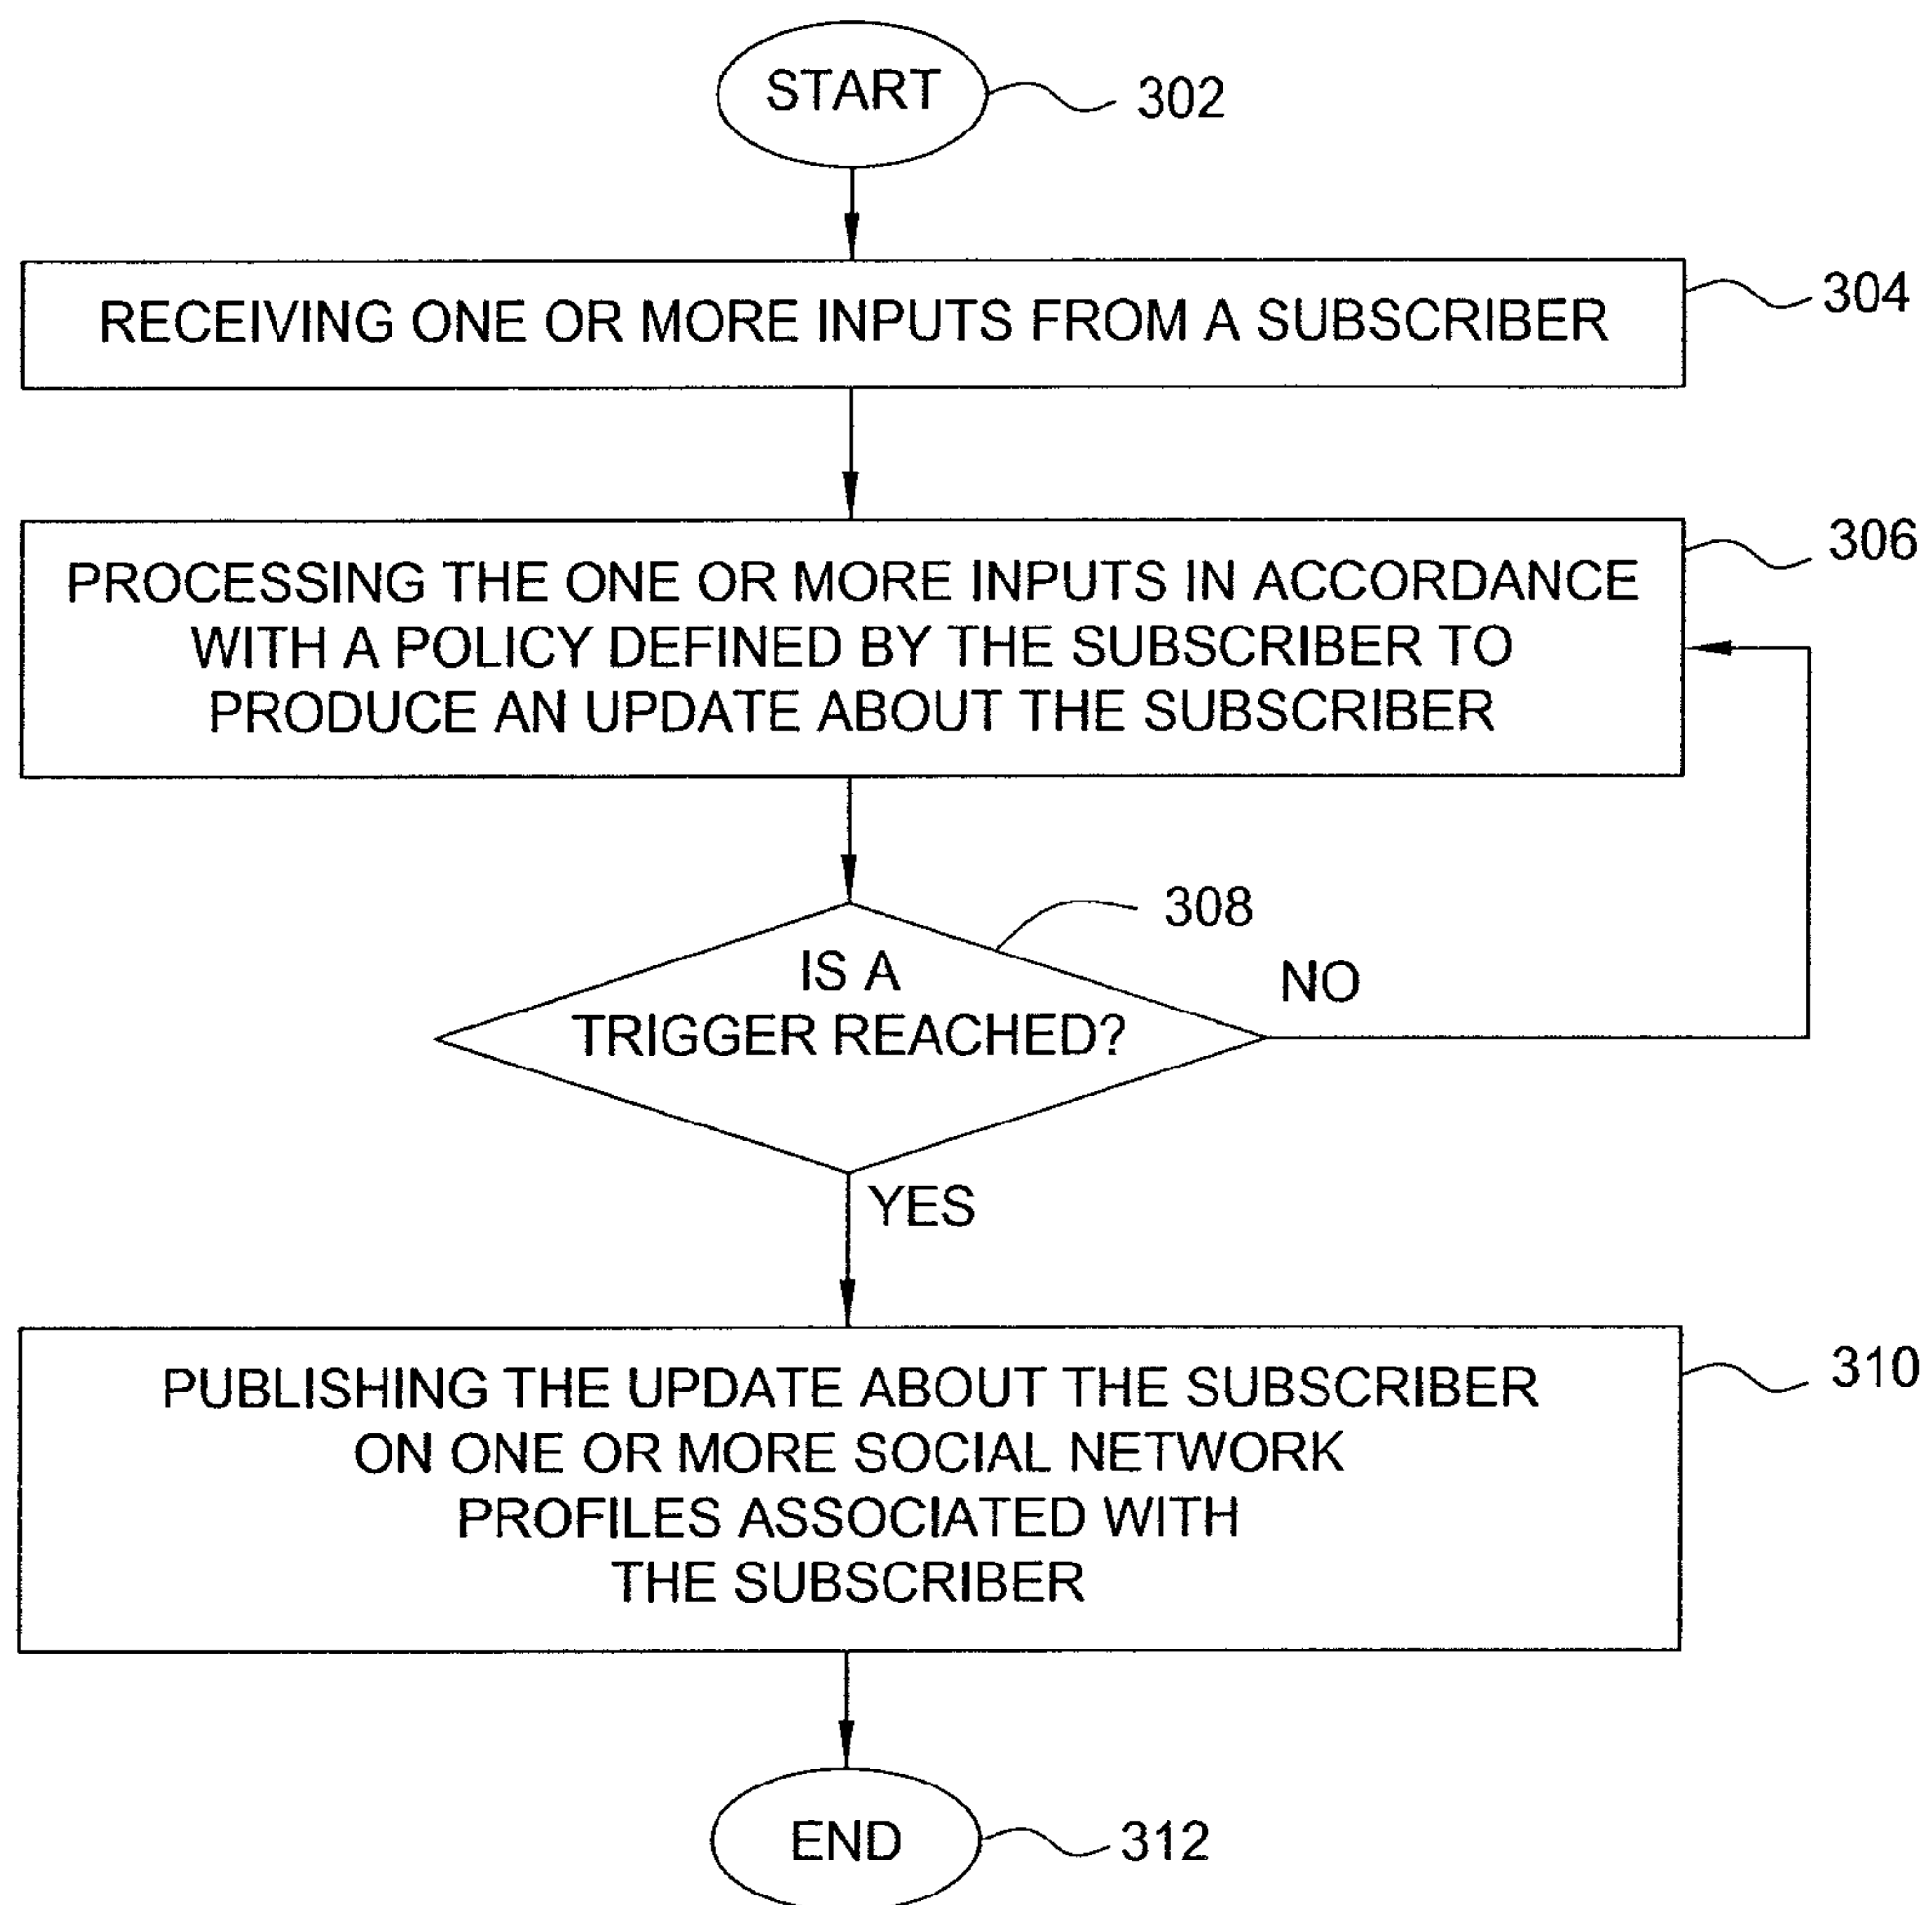 START
302
RECEIVING ONE OR MORE INPUTS FROM A SUBSCRIBER
304
PROCESSING THE ONE OR MORE INPUTS IN ACCORDANCE
WITH A POLICY DEFINED BY THE SUBSCRIBER TO
PRODUCE AN UPDATE ABOUT THE SUBSCRIBER
306
IS A
TRIGGER REACHED?
308
NO
YES
PUBLISHING THE UPDATE ABOUT THE SUBSCRIBER
ON ONE OR MORE SOCIAL NETWORK
PROFILES ASSOCIATED WITH
THE SUBSCRIBER
310
END
312